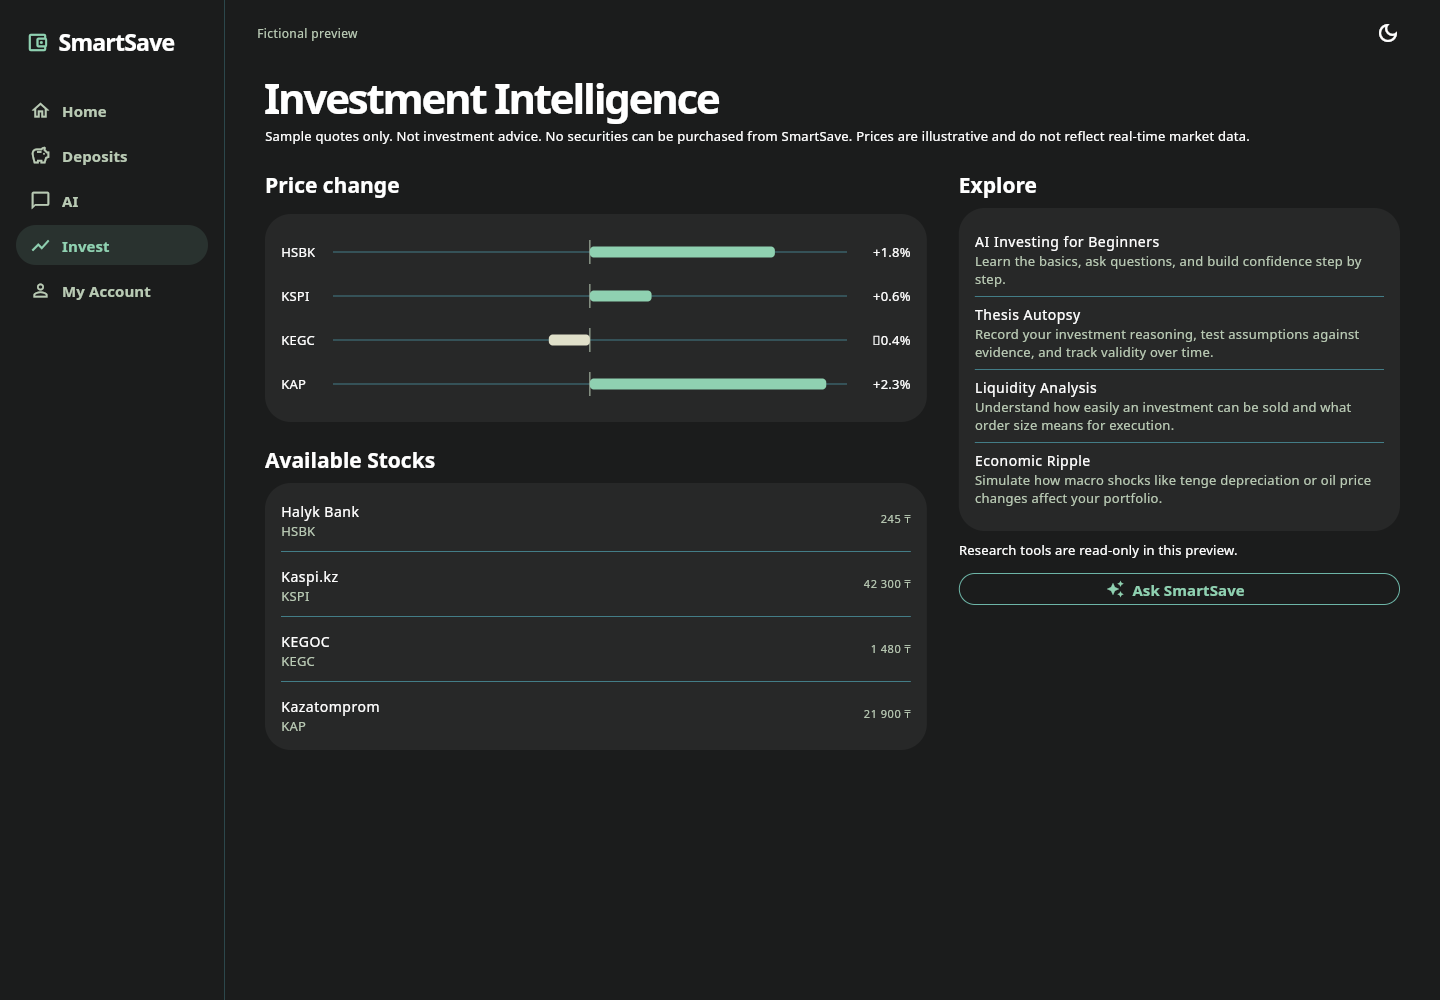 SmartSave
Home
Deposits
AI
Invest
My Account
Fictional preview
Investment Intelligence
Sample quotes only. Not investment advice. No securities can be purchased from SmartSave. Prices are illustrative and do not reflect real-time market data.
Price change
HSBK +1.8%
KSPI +0.6%
KEGC ▯0.4%
KAP +2.3%
Available Stocks
Halyk Bank
HSBK
245 ₸
Kaspi.kz
KSPI
42 300 ₸
KEGOC
KEGC
1 480 ₸
Kazatomprom
KAP
21 900 ₸
Explore
AI Investing for Beginners
Learn the basics, ask questions, and build confidence step by
step.
Thesis Autopsy
Record your investment reasoning, test assumptions against
evidence, and track validity over time.
Liquidity Analysis
Understand how easily an investment can be sold and what
order size means for execution.
Economic Ripple
Simulate how macro shocks like tenge depreciation or oil price
changes affect your portfolio.
Research tools are read-only in this preview.
Ask SmartSave